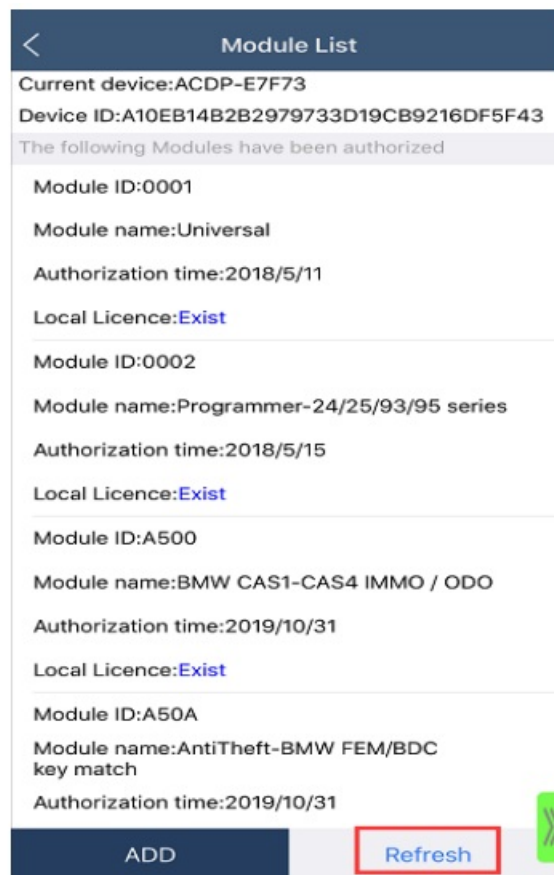 Module List
Current device:ACDP-E7F73
Device ID:A10EB14B2B2979733D19CB9216DF5F43
The following Modules have been authorized
Module ID:0001
Module name:Universal
Authorization time:2018/5/11
Local Licence:Exist
Module ID:0002
Module name:Programmer-24/25/93/95 series
Authorization time:2018/5/15
Local Licence:Exist
Module ID:A500
Module name:BMW CAS1-CAS4 IMMO / ODO
Authorization time:2019/10/31
Local Licence:Exist
Module ID:A50A
Module name:AntiTheft-BMW FEM/BDC
key match
Authorization time:2019/10/31
ADD Refresh